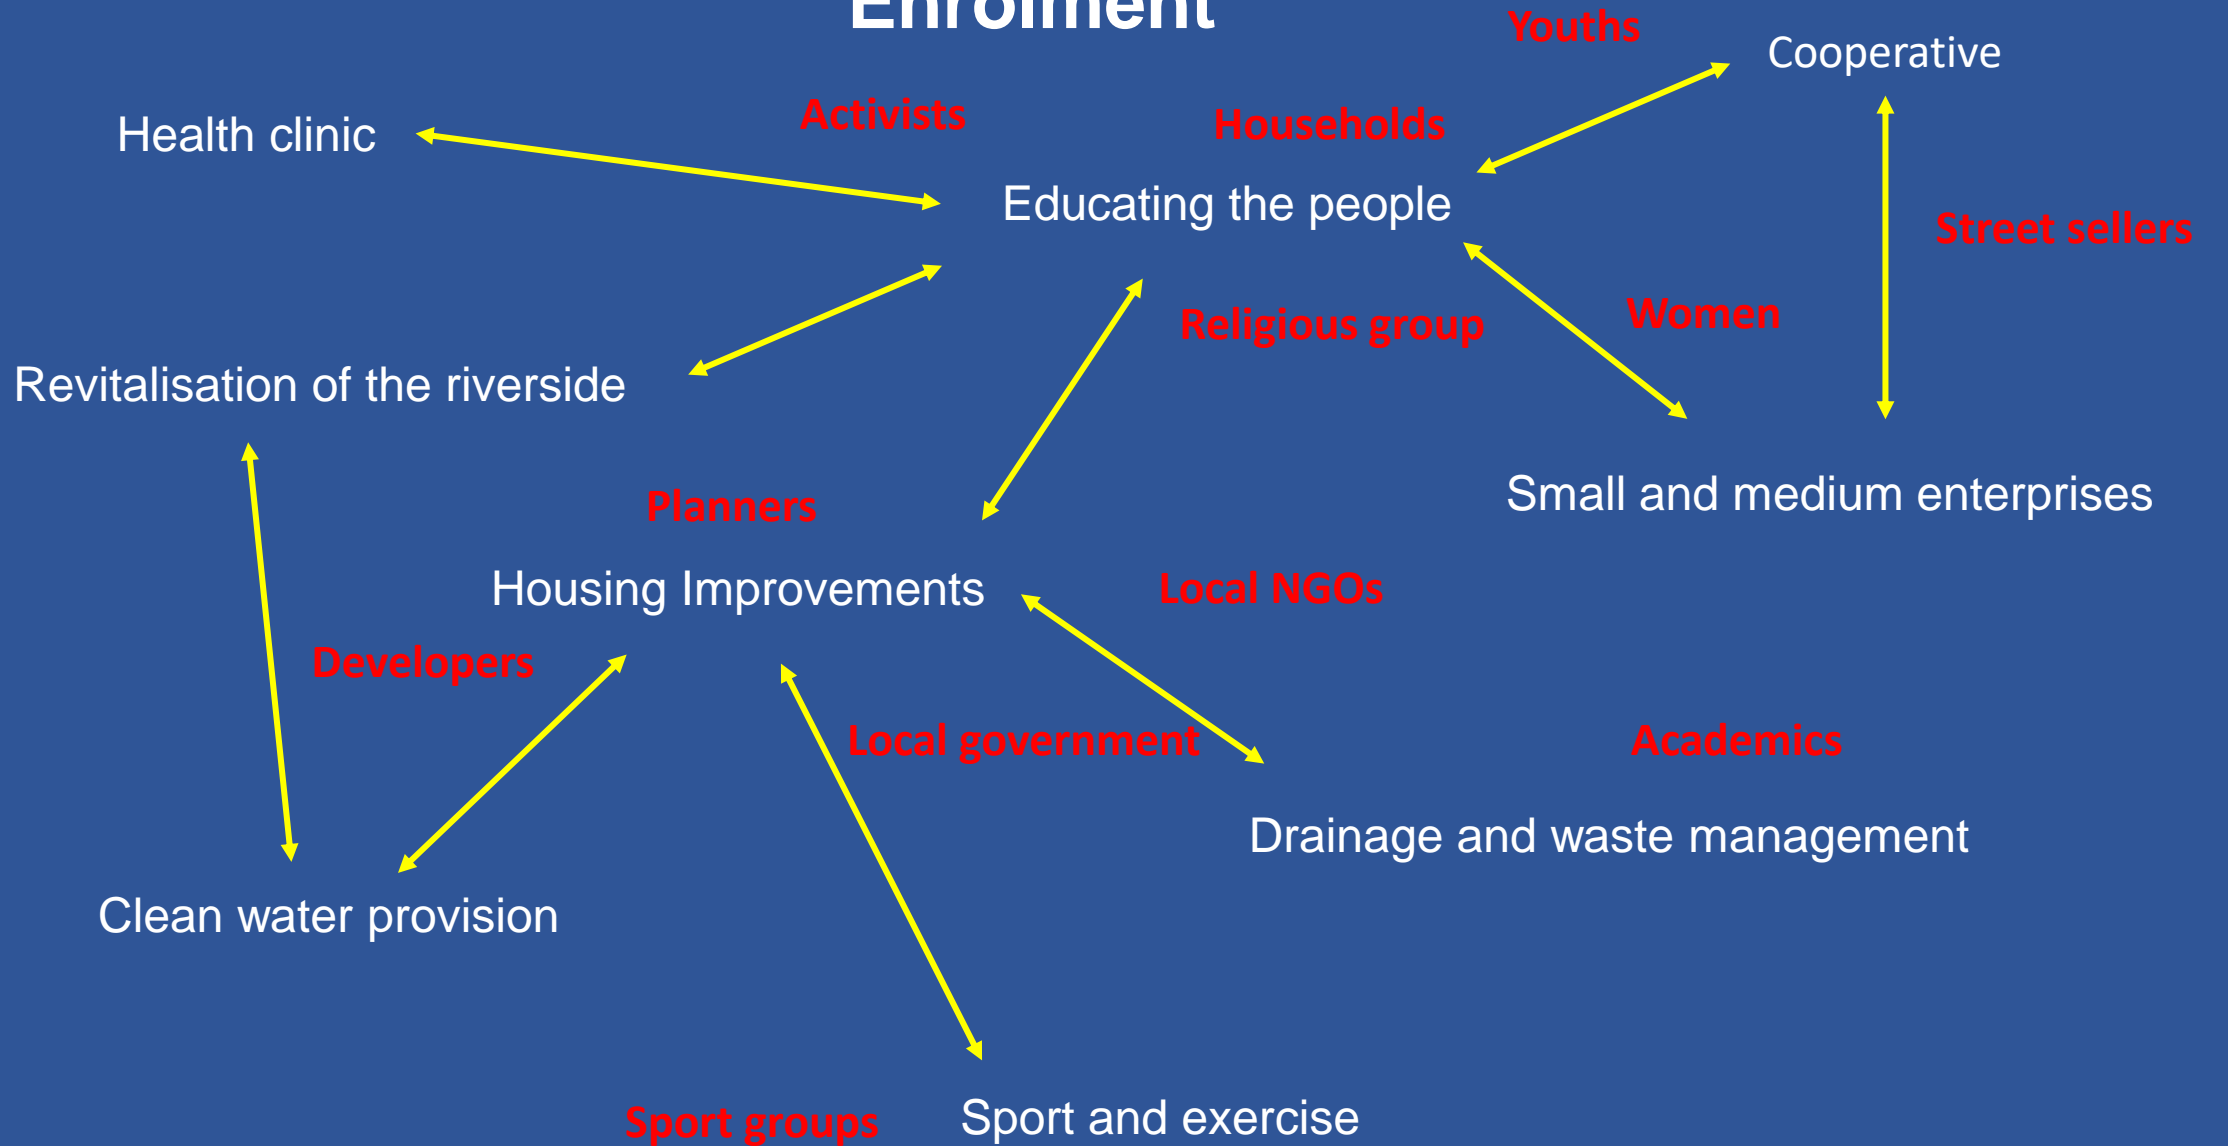 Enrolment
Youths
Cooperative
Activists
Households
Health clinic
Educating the people
Street sellers
Women
Religious group
Revitalisation of the riverside
Small and medium enterprises
Planners
Housing Improvements
Local NGOs
Developers
Local government
Academics
Drainage and waste management
Clean water provision
Sport groups
Sport and exercise